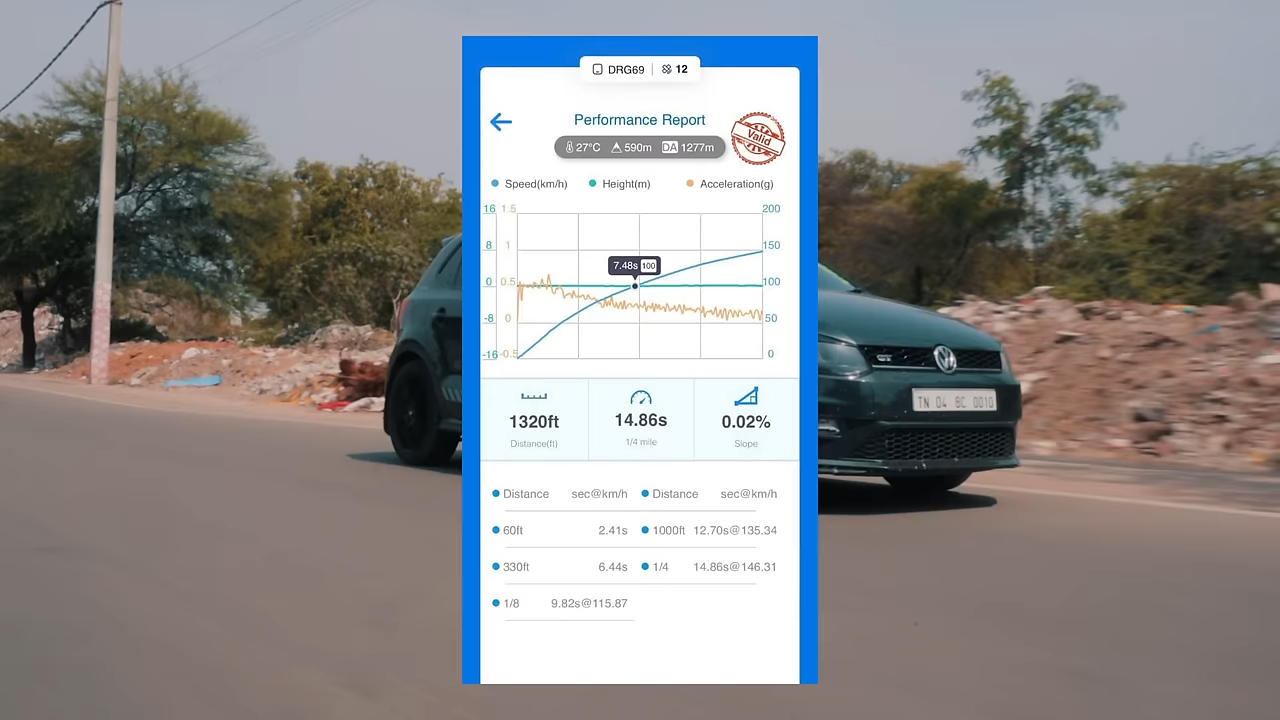 DRG69 12
Performance Report
27°C 590m DA 1277m
Valid
Speed(km/h) Height(m) Acceleration(g)
16 1.5 200
8 1 150
7.48s 100
0 0.5 100
-8 0 50
-16 -0.5 0
1320ft 14.86s 0.02%
Distance(ft) 1/4 mile Slope
Distance sec@km/h Distance sec@km/h
60ft 2.41s 1000ft 12.70s@135.34
330ft 6.44s 1/4 14.86s@146.31
1/8 9.82s@115.87
GT
TN 04 BC 0010